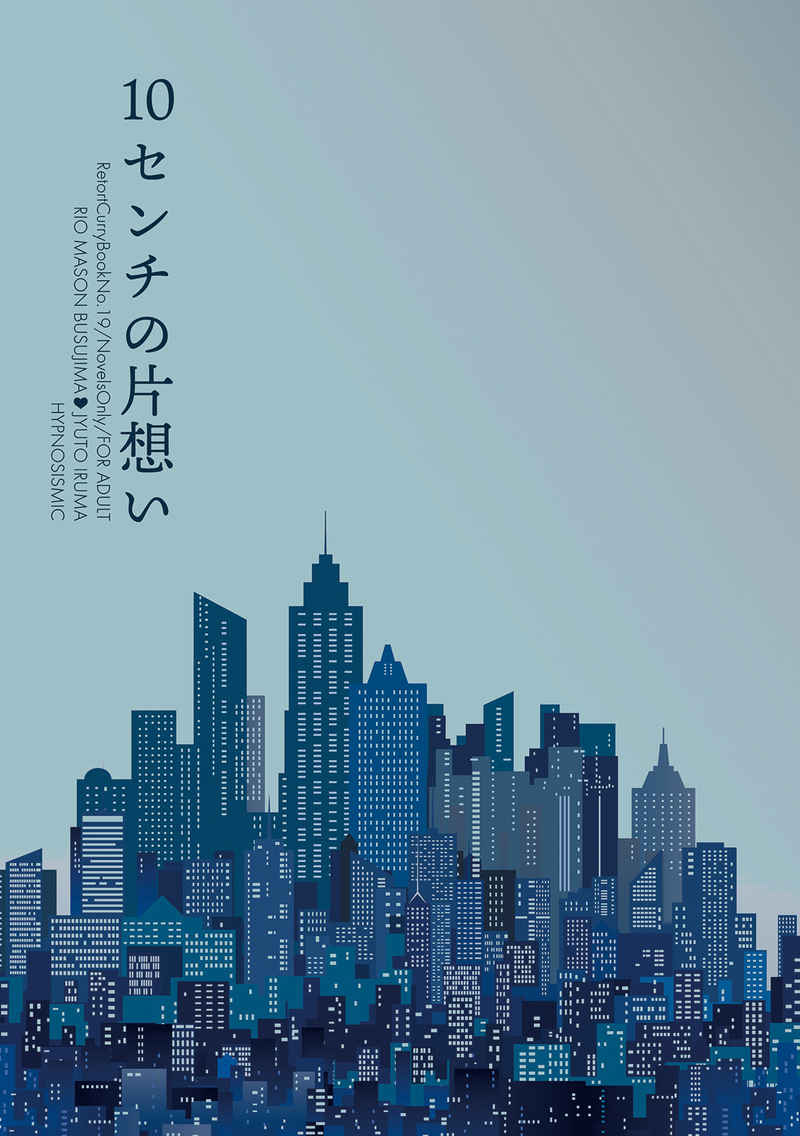 10センチの片想い
RetortCurryBookNo.19/NovelsOnly/FOR ADULT
RIO MASON BUSUJIMA♥JYUTO IRUMA
HYPNOSISMIC